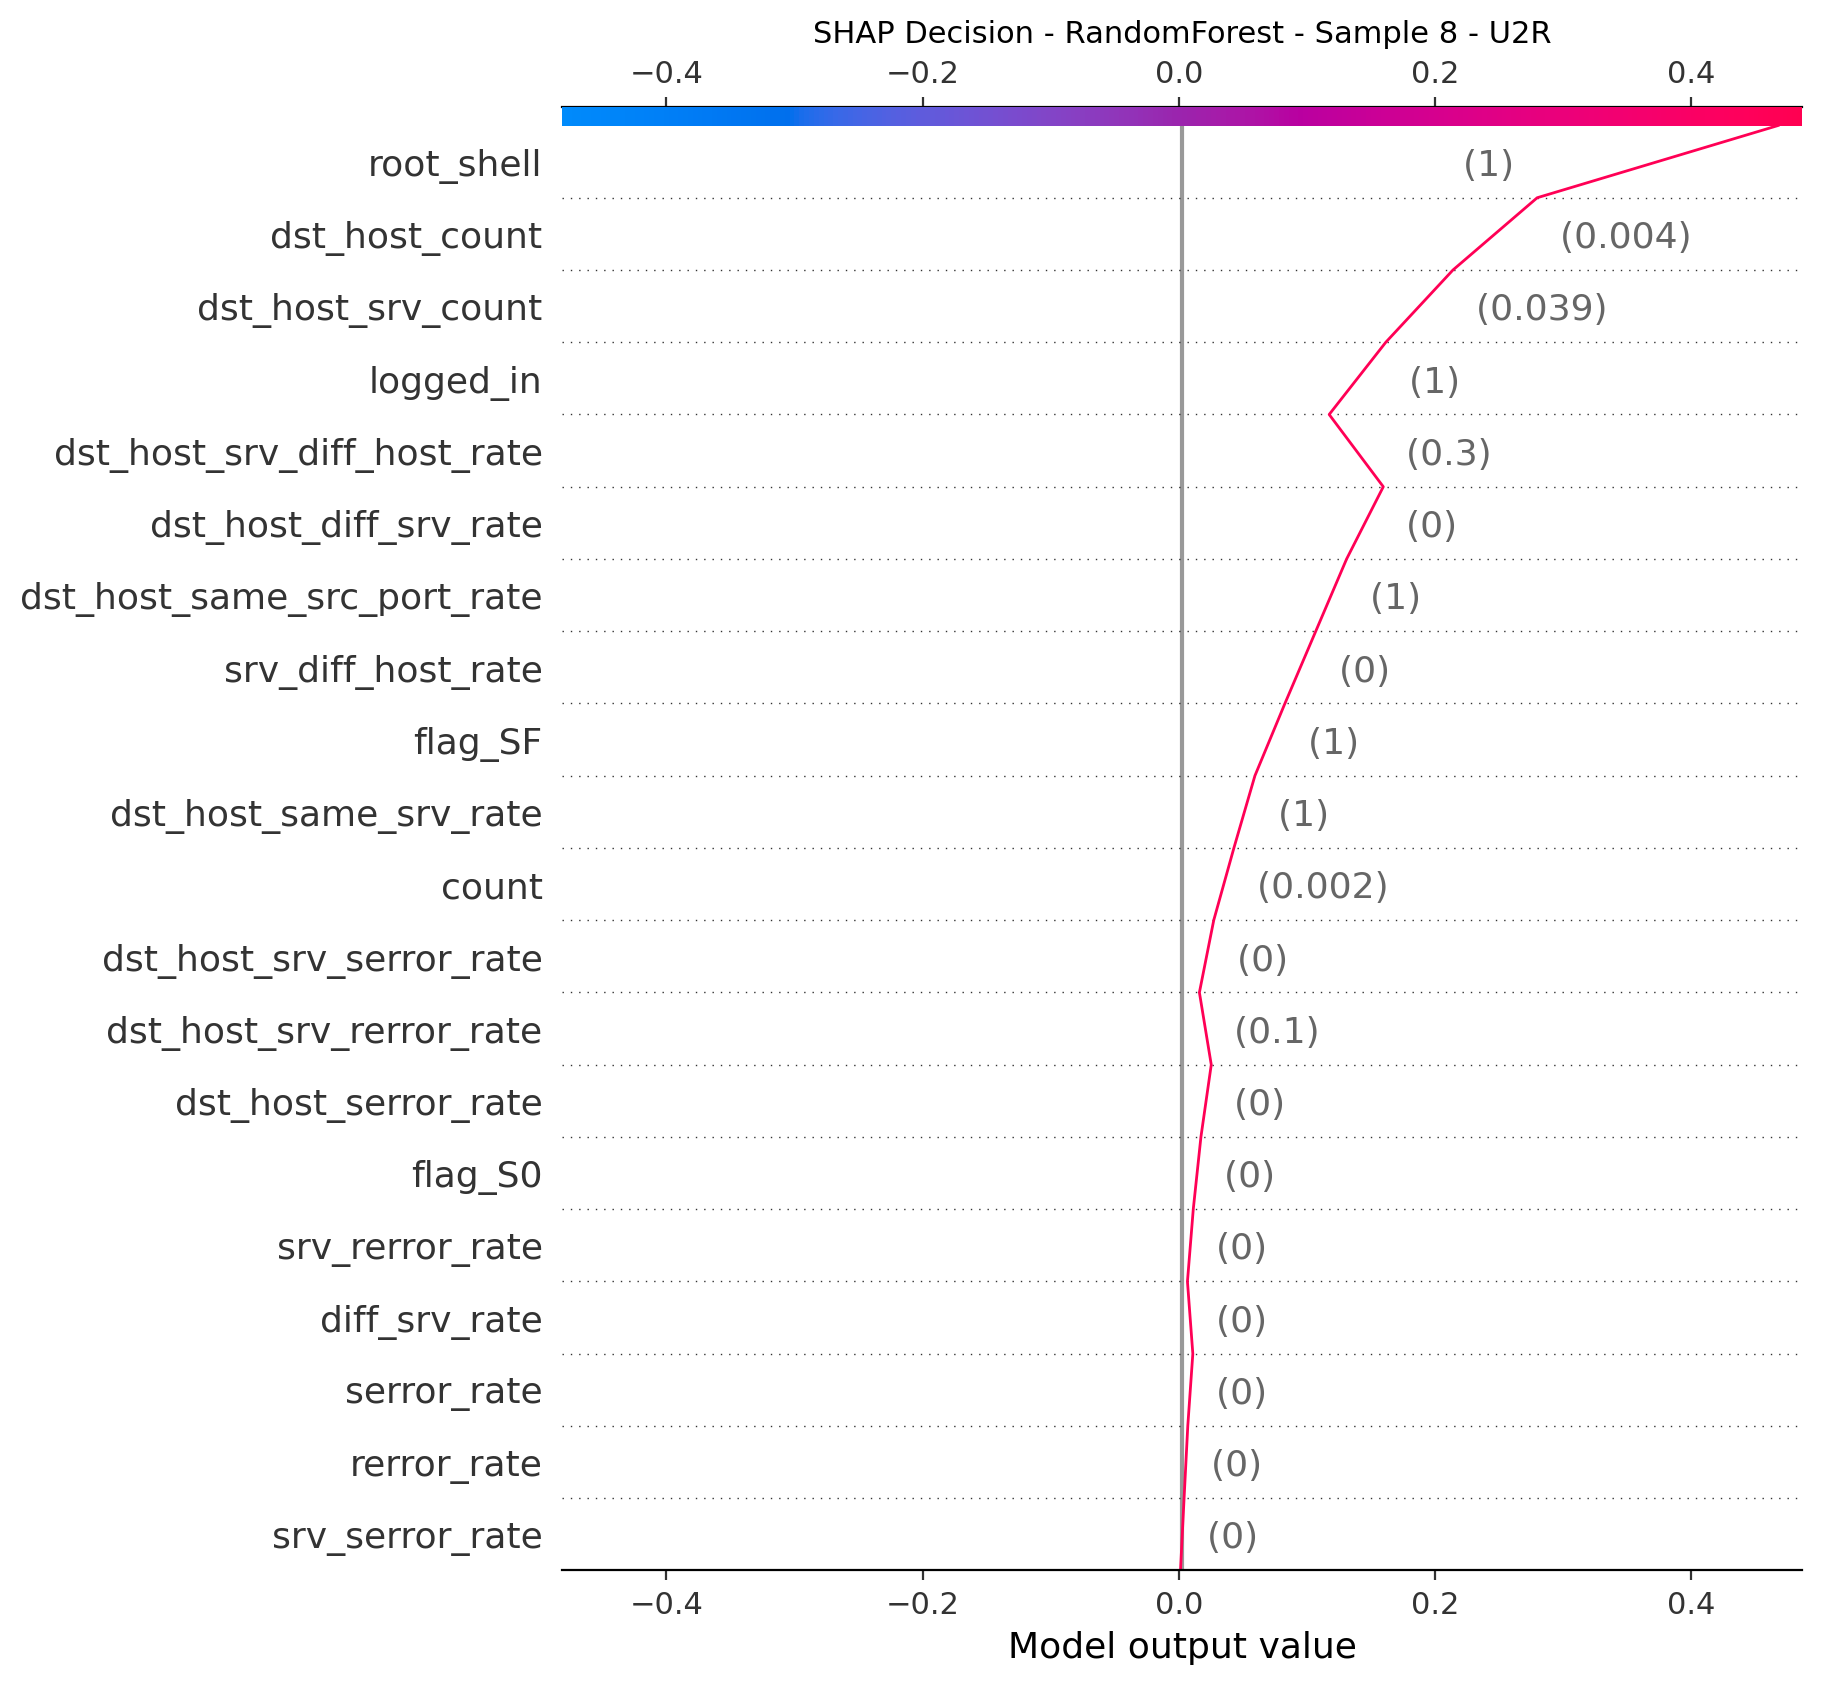 SHAP Decision - RandomForest - Sample 8 - U2R
−0.4 −0.2 0.0 0.2 0.4
root_shell (1)
dst_host_count (0.004)
dst_host_srv_count (0.039)
logged_in (1)
dst_host_srv_diff_host_rate (0.3)
dst_host_diff_srv_rate (0)
dst_host_same_src_port_rate (1)
srv_diff_host_rate (0)
flag_SF (1)
dst_host_same_srv_rate (1)
count (0.002)
dst_host_srv_serror_rate (0)
dst_host_srv_rerror_rate (0.1)
dst_host_serror_rate (0)
flag_S0 (0)
srv_rerror_rate (0)
diff_srv_rate (0)
serror_rate (0)
rerror_rate (0)
srv_serror_rate (0)
−0.4 −0.2 0.0 0.2 0.4
Model output value